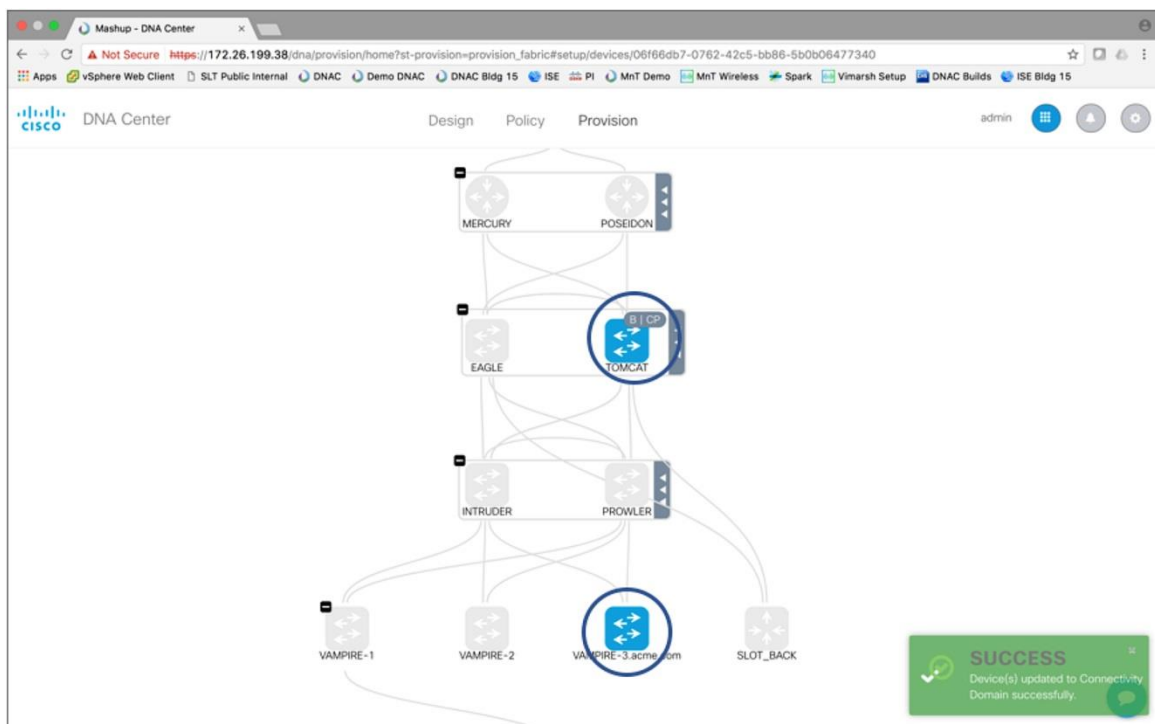 Mashup - DNA Center ×
Not Secure https://172.26.199.38/dna/provision/home?st-provision=provision_fabric#setup/devices/06f66db7-0762-42c5-bb86-5b0b06477340
Apps vSphere Web Client SLT Public Internal DNAC Demo DNAC DNAC Bldg 15 ISE PI MnT Demo MnT Wireless Spark Vimarsh Setup DNAC Builds ISE Bldg 15
CISCO DNA Center Design Policy Provision admin
MERCURY POSEIDON
B | CP
EAGLE TOMCAT
INTRUDER PROWLER
VAMPIRE-1 VAMPIRE-2 VAMPIRE-3.acme.com SLOT_BACK
SUCCESS
Device(s) updated to Connectivity
Domain successfully.